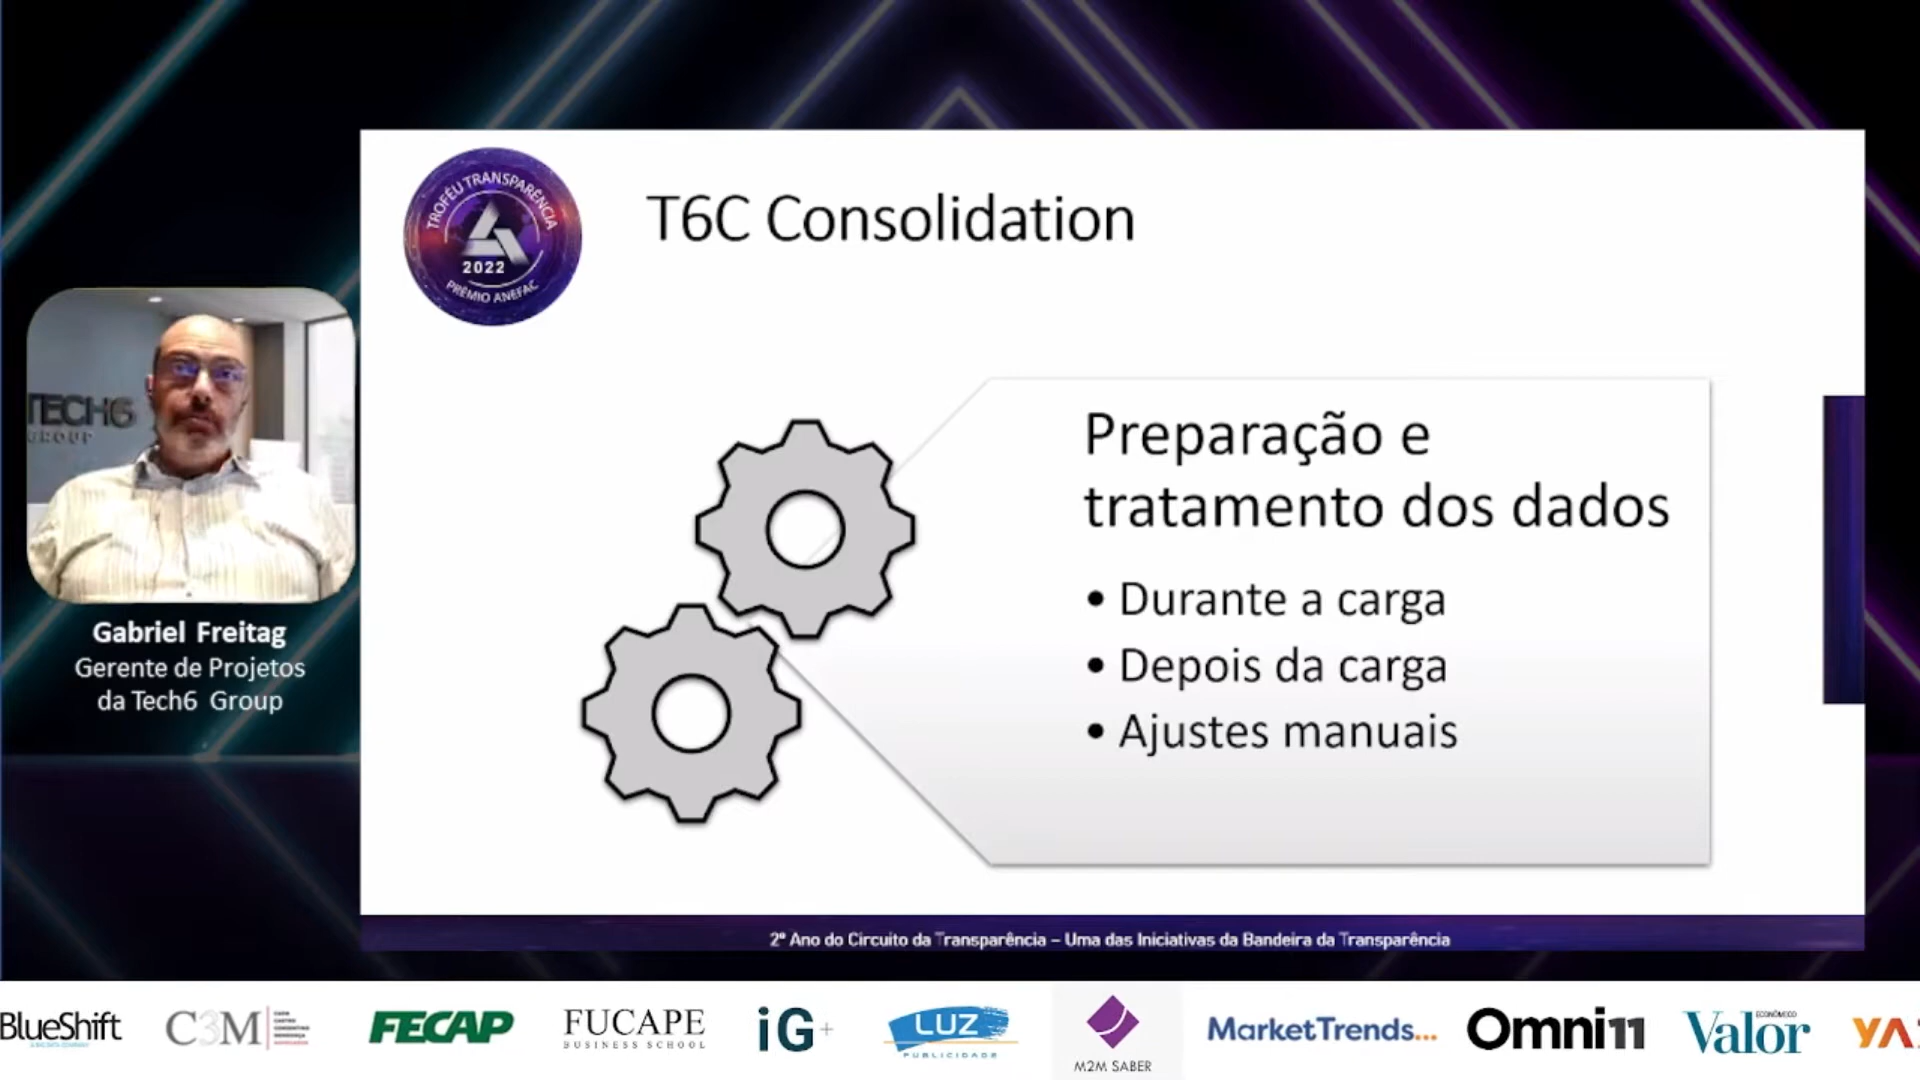 TROFÉU TRANSPARÊNCIA
2022
PRÊMIO ANEFAC
T6C Consolidation
TECH6
GROUP
Gabriel Freitag
Gerente de Projetos
da Tech6 Group
Preparação e
tratamento dos dados
• Durante a carga
• Depois da carga
• Ajustes manuais
2º Ano do Circuito da Transparência – Uma das Iniciativas da Bandeira da Transparência
BlueShift
C3M
FECAP
FUCAPE
BUSINESS SCHOOL
iG+
LUZ
PUBLICIDADE
M2M SABER
MarketTrends...
Omni11
Valor
ECONÔMICO